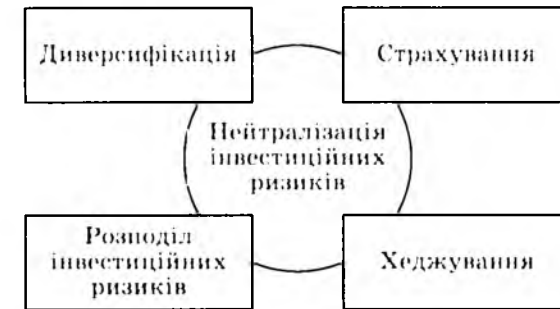 Диверсифікація
Страхування
Нейтралізація
інвестиційних
ризиків
Розподіл
інвестиційних
ризиків
Хеджування